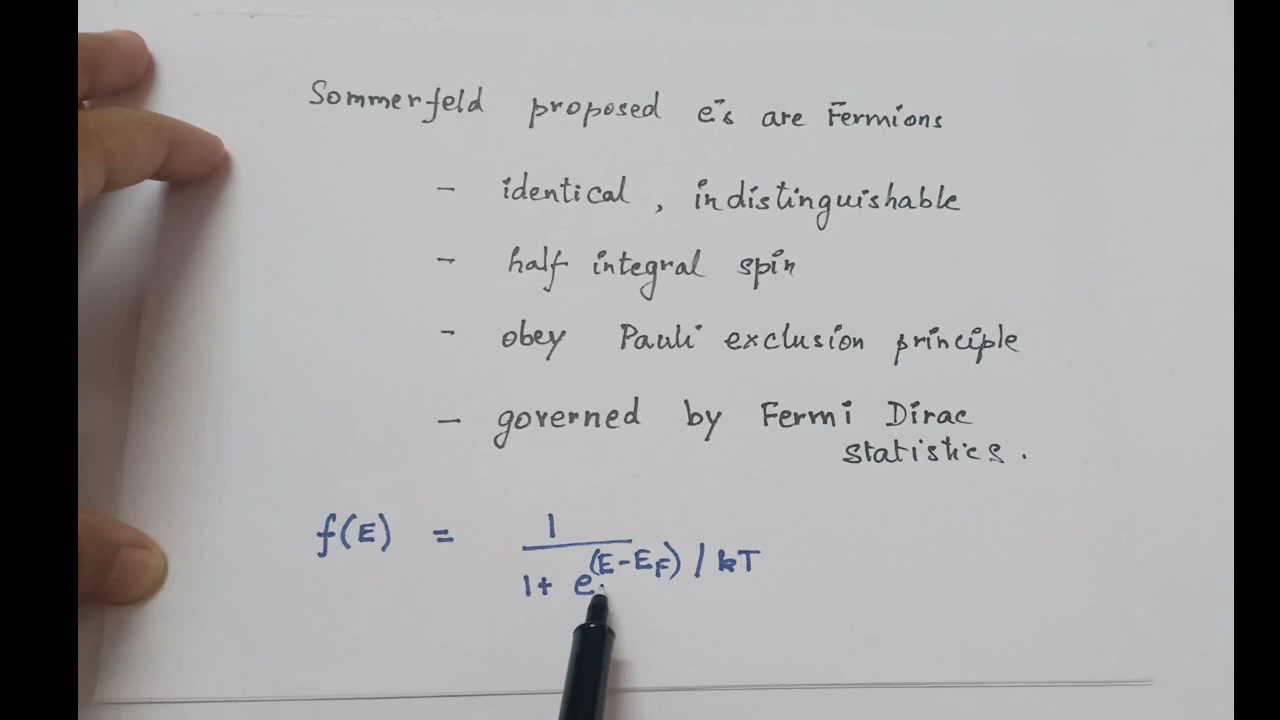 Sommerfeld proposed e⁻s are Fermions
- identical, indistinguishable
- half integral spin
- obey Pauli exclusion principle
- governed by Fermi Dirac
statistics.
f(E) = 1 / (1 + e^((E-E_F)/kT))